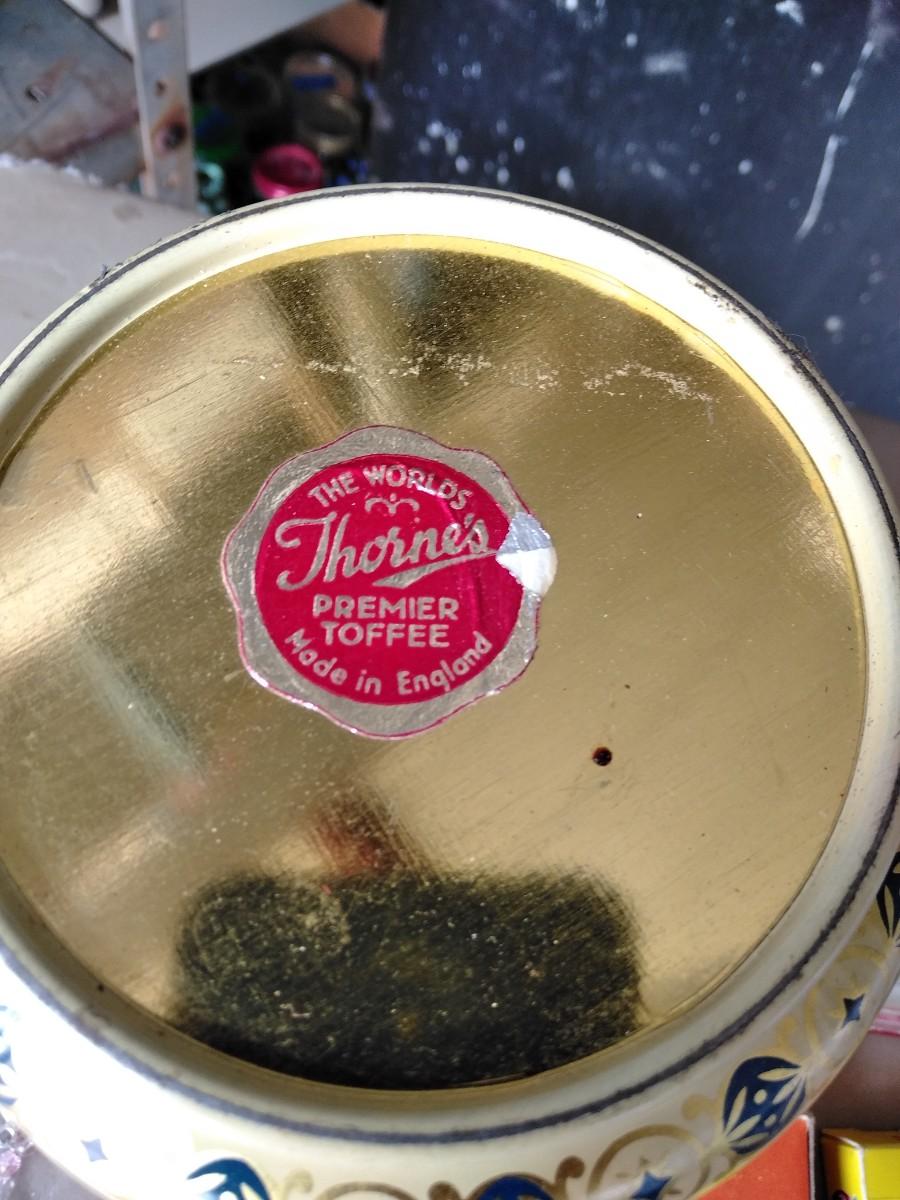 THE WORLDS
Thorne's
PREMIER
TOFFEE
Made in England